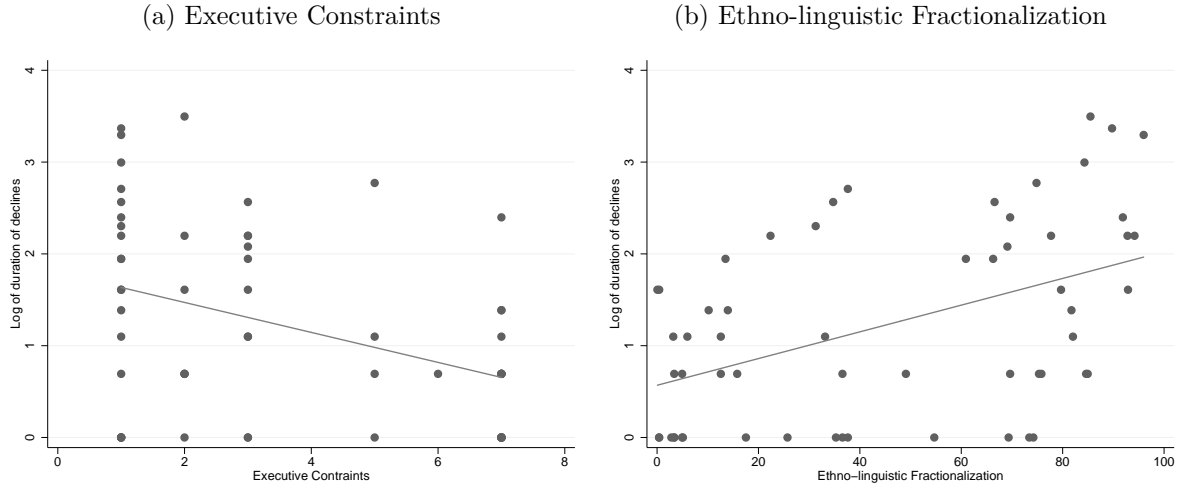 (a) Executive Constraints
(b) Ethno-linguistic Fractionalization
4
3
2
1
0
Log of duration of declines
0 2 4 6 8
Executive Contraints
4
3
2
1
0
Log of duration of declines
0 20 40 60 80 100
Ethno−linguistic Fractionalization